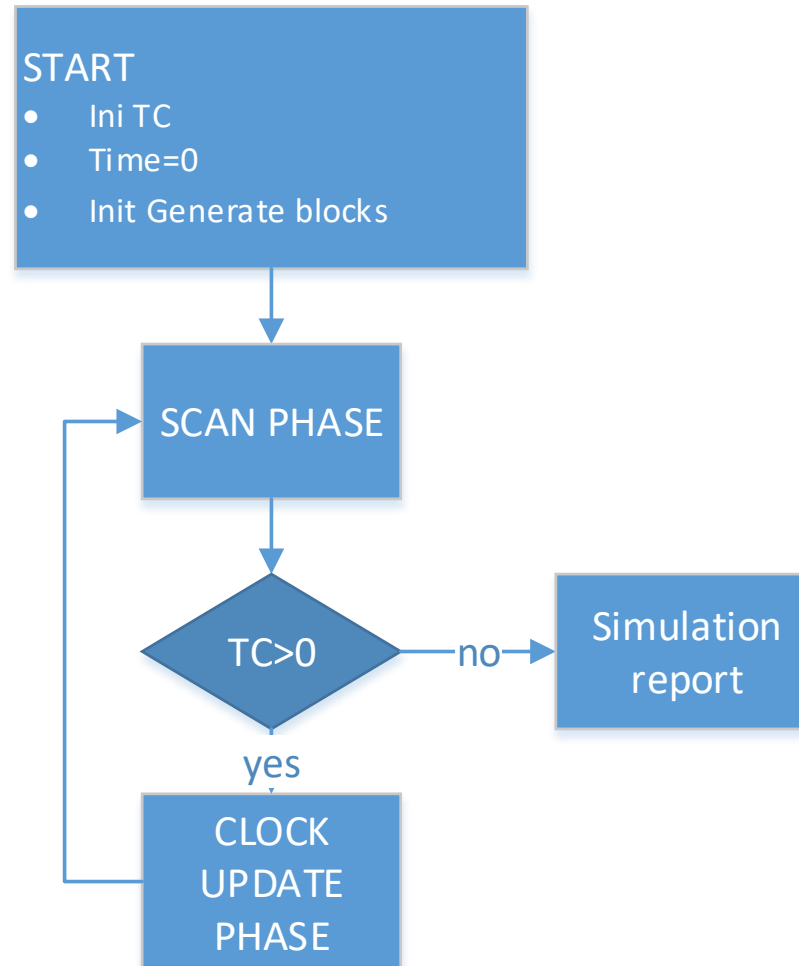 START
• Ini TC
• Time=0
• Init Generate blocks
SCAN PHASE
TC>0
no
Simulation
report
yes
CLOCK
UPDATE
PHASE